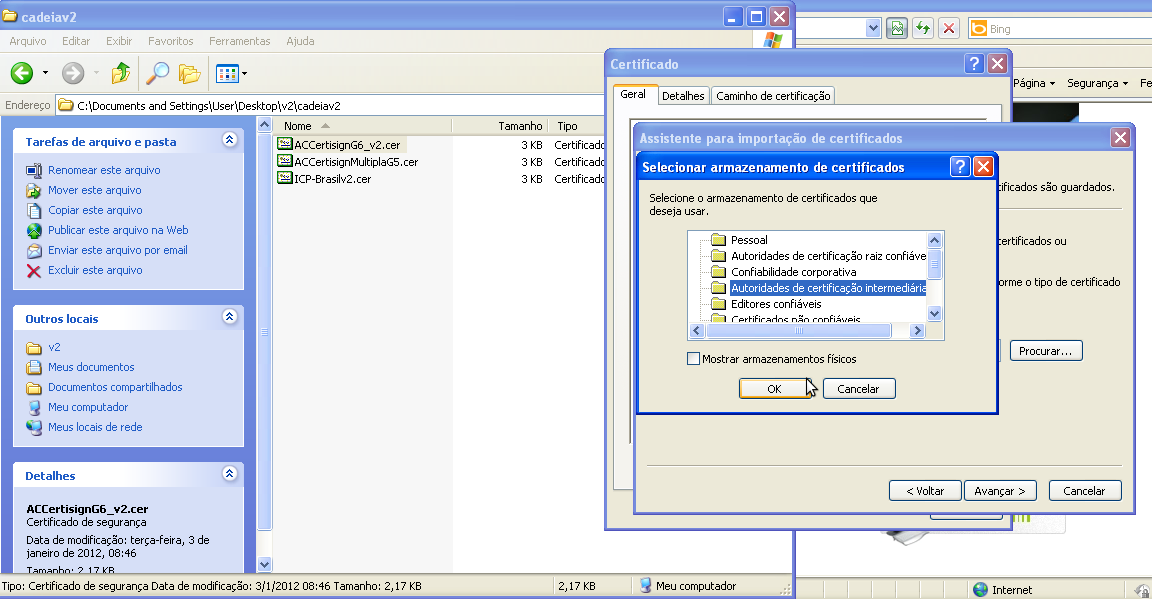 cadeiav2
Arquivo Editar Exibir Favoritos Ferramentas Ajuda
Endereço C:\Documents and Settings\User\Desktop\v2\cadeiav2
Tarefas de arquivo e pasta
Renomear este arquivo
Mover este arquivo
Copiar este arquivo
Publicar este arquivo na Web
Enviar este arquivo por email
Excluir este arquivo
Outros locais
v2
Meus documentos
Documentos compartilhados
Meu computador
Meus locais de rede
Detalhes
ACCertisignG6_v2.cer
Certificado de segurança
Data de modificação: terça-feira, 3 de
janeiro de 2012, 08:46
Tamanho: 2,17 KB
Nome Tamanho Tipo
ACCertisignG6_v2.cer 3 KB Certificado
ACCertisignMultiplaG5.cer 3 KB Certificado
ICP-Brasilv2.cer 3 KB Certificado
Tipo: Certificado de segurança Data de modificação: 3/1/2012 08:46 Tamanho: 2,17 KB 2,17 KB Meu computador
Bing
Página Segurança Fe
Certificado
Geral Detalhes Caminho de certificação
Assistente para importação de certificados
tificados são guardados.
certificados ou
orme o tipo de certificado
Procurar...
< Voltar Avançar > Cancelar
Selecionar armazenamento de certificados
Selecione o armazenamento de certificados que
deseja usar.
Pessoal
Autoridades de certificação raiz confiáve
Confiabilidade corporativa
Autoridades de certificação intermediária
Editores confiáveis
Certificados não confiáveis
Mostrar armazenamentos físicos
OK Cancelar
Internet